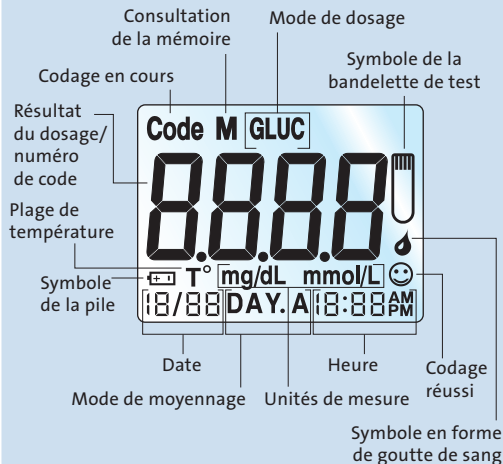 Consultation
de la mémoire
Mode de dosage
Codage en cours
Symbole de la
bandelette de test
Résultat
du dosage/
numéro
de code
Code M GLUC
8.8.8.8
Plage de
température
Symbole
de la pile
T° mg/dL mmol/L
18/88 DAY. A 18:88 AM
PM
Date
Heure
Codage
réussi
Mode de moyennage
Unités de mesure
Symbole en forme
de goutte de sang